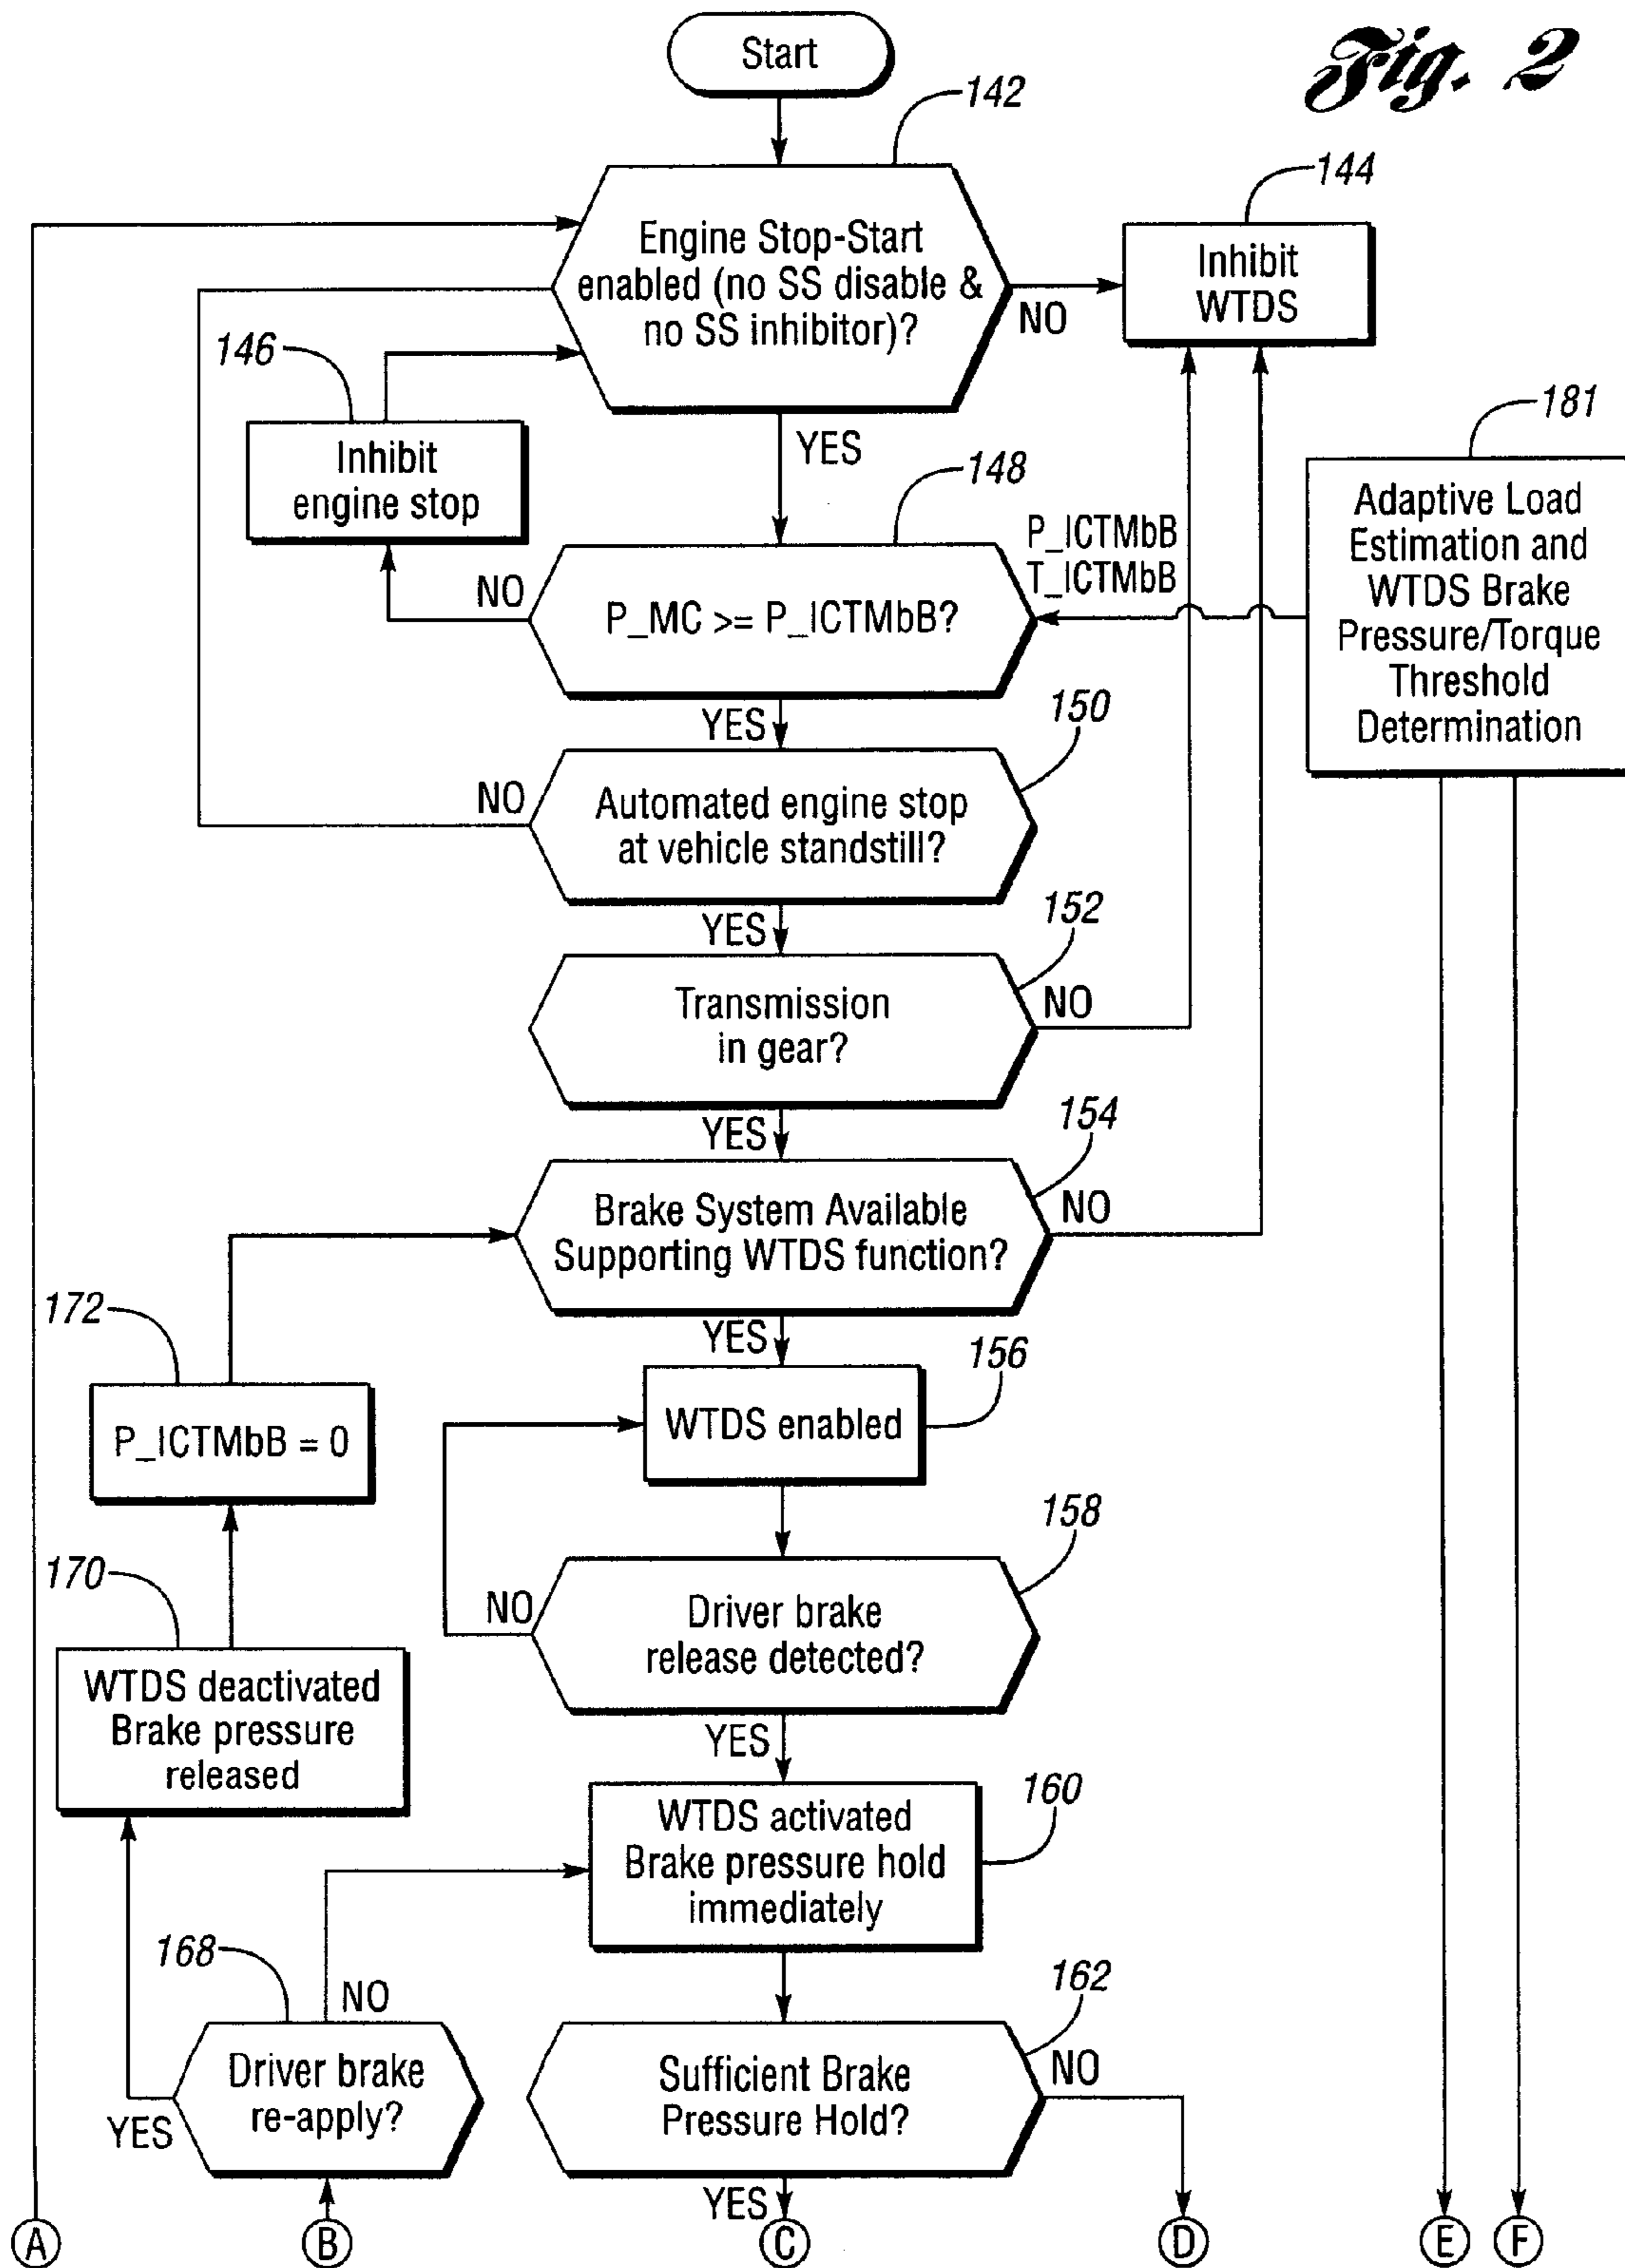 Start
Fig. 2
142
144
Engine Stop-Start
enabled (no SS disable &
no SS inhibitor)?
NO
Inhibit
WTDS
146
Inhibit
engine stop
YES
148
181
P_ICTMbB
T_ICTMbB
Adaptive Load
Estimation and
WTDS Brake
Pressure/Torque
Threshold
Determination
NO
P_MC >= P_ICTMbB?
YES
150
NO
Automated engine stop
at vehicle standstill?
YES
152
Transmission
in gear?
NO
YES
154
Brake System Available
Supporting WTDS function?
NO
172
YES
156
P_ICTMbB = 0
WTDS enabled
158
170
NO
Driver brake
release detected?
WTDS deactivated
Brake pressure
released
YES
160
WTDS activated
Brake pressure hold
immediately
168
NO
162
Driver brake
re-apply?
YES
Sufficient Brake
Pressure Hold?
NO
YES
A
B
C
D
E
F